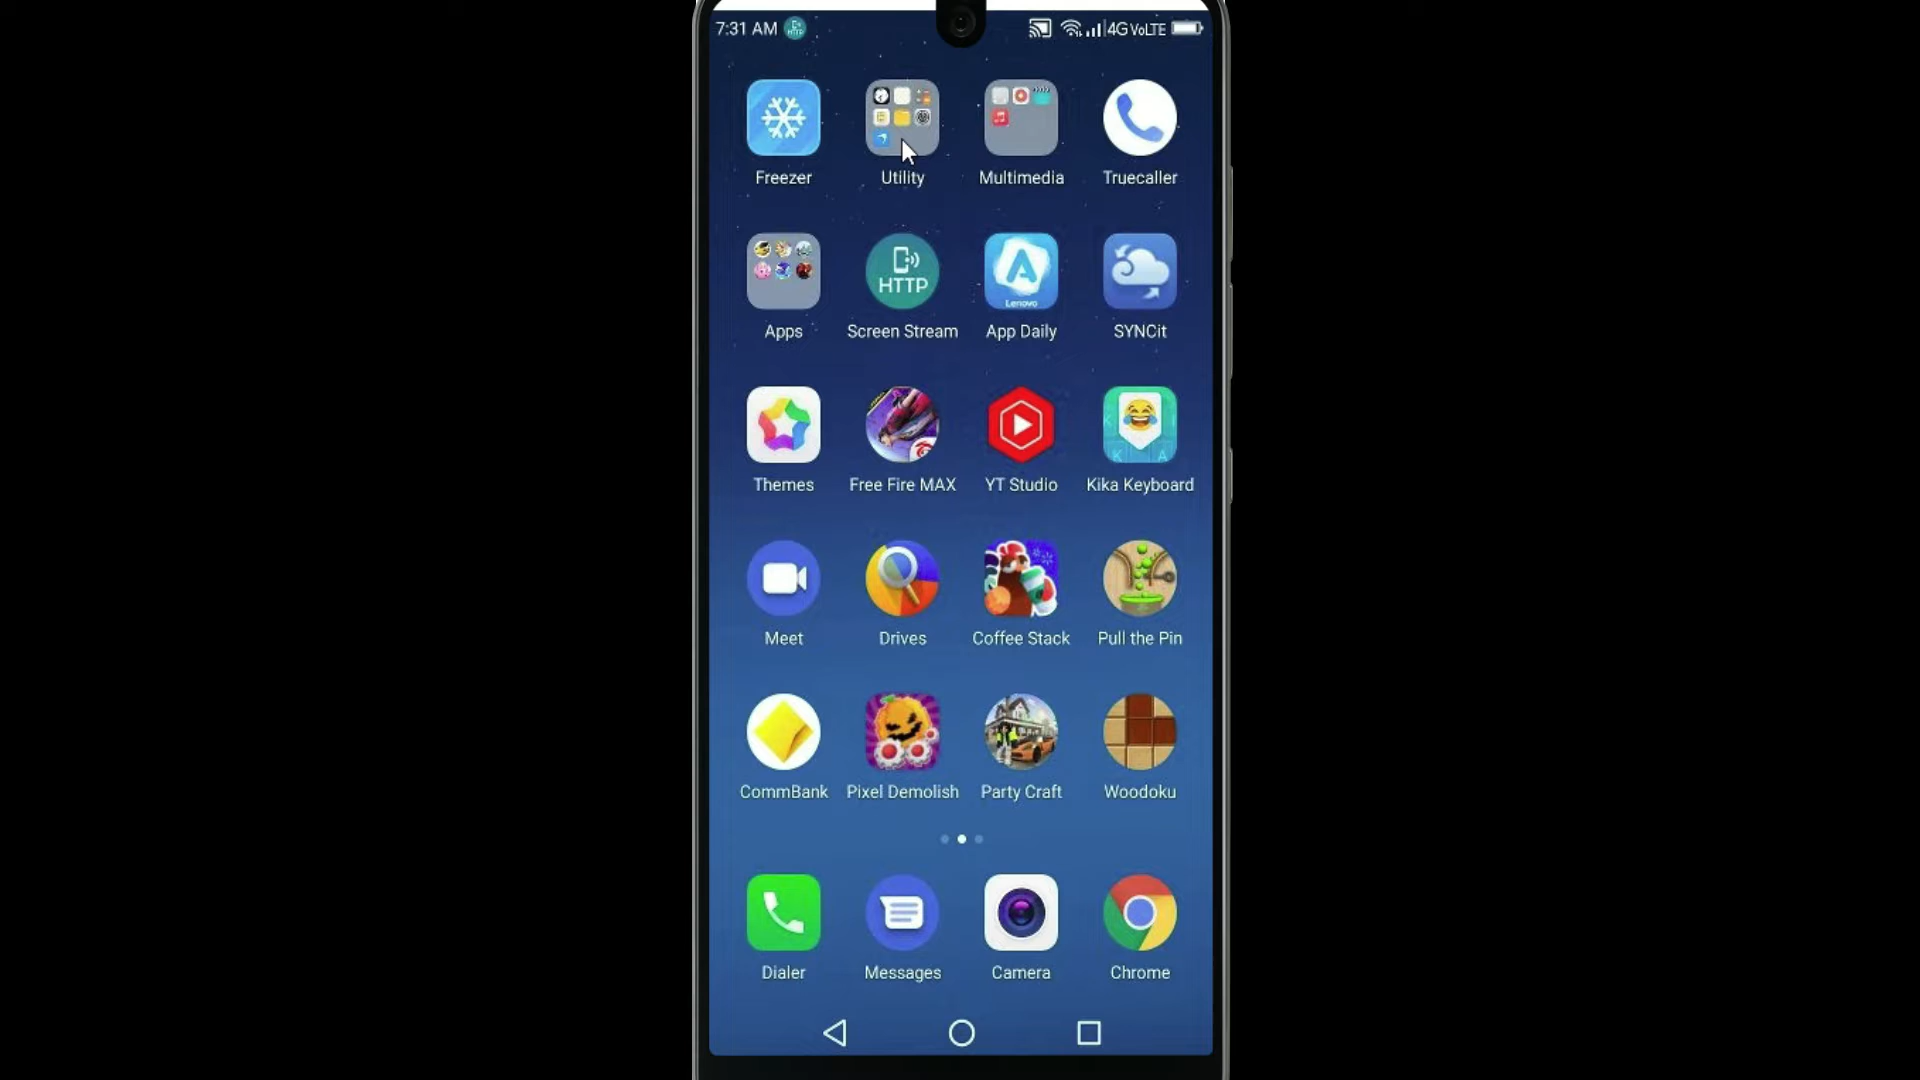 7:31 AM 4G VoLTE
Freezer Utility Multimedia Truecaller
HTTP Lenovo
Apps Screen Stream App Daily SYNCit
K K A
Themes Free Fire MAX YT Studio Kika Keyboard
Meet Drives Coffee Stack Pull the Pin
CommBank Pixel Demolish Party Craft Woodoku
Dialer Messages Camera Chrome